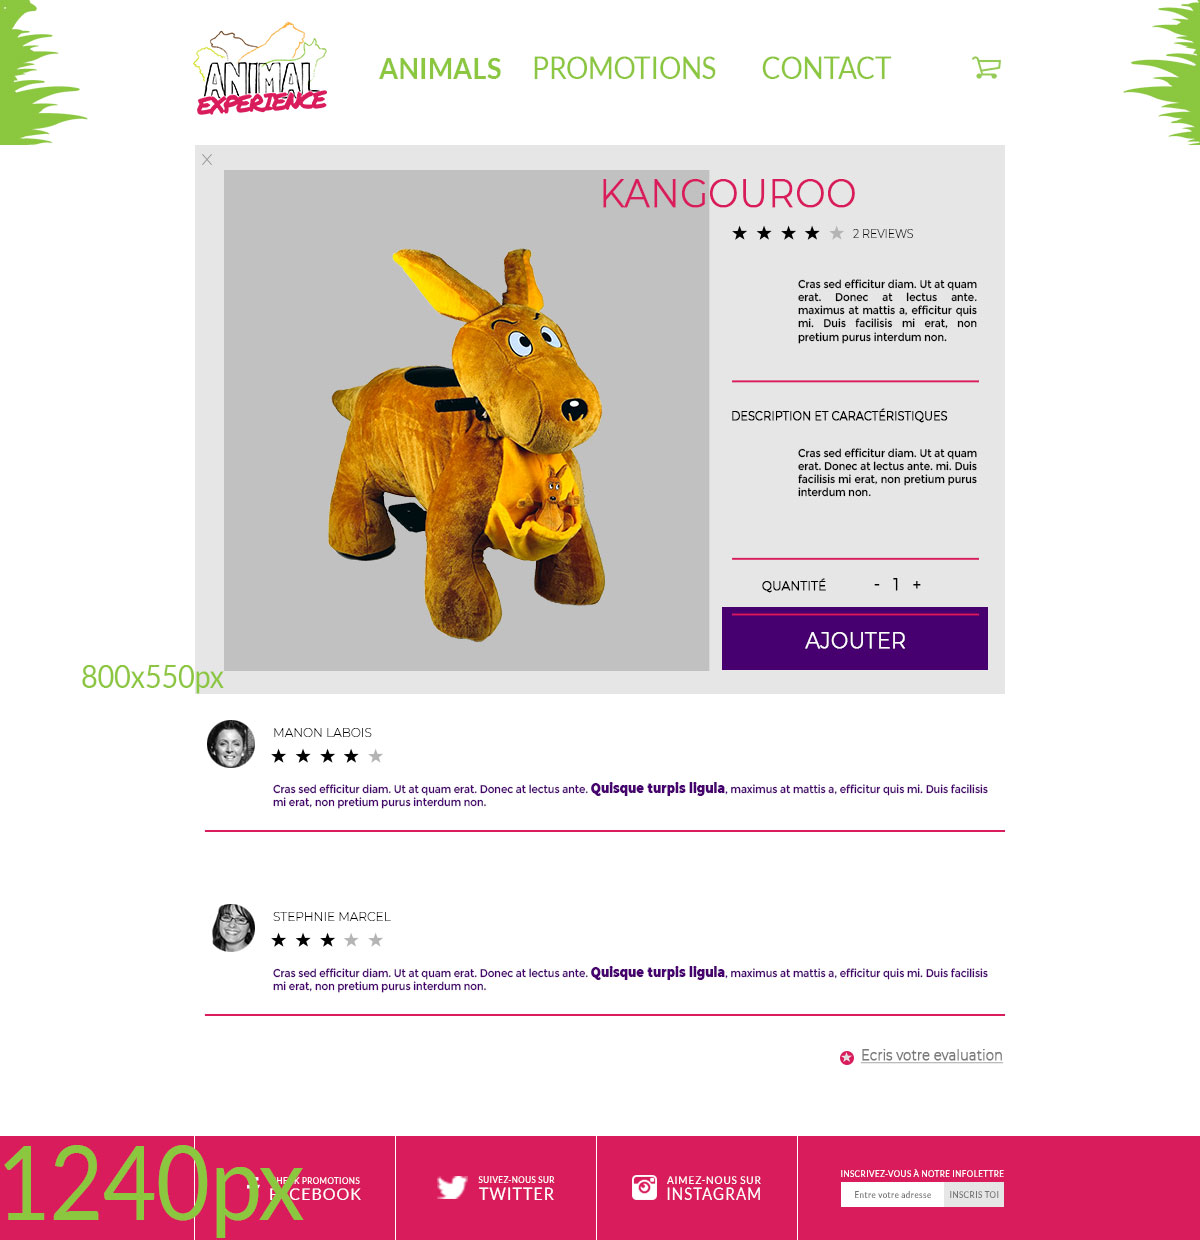 ANIMAL
EXPERIENCE
ANIMALS PROMOTIONS CONTACT
X
KANGOUROO
2 REVIEWS
Cras sed efficitur diam. Ut at quam
erat. Donec at lectus ante.
maximus at mattis a, efficitur quis
mi. Duis facilisis mi erat, non
pretium purus interdum non.
DESCRIPTION ET CARACTÉRISTIQUES
Cras sed efficitur diam. Ut at quam
erat. Donec at lectus ante. mi. Duis
facilisis mi erat, non pretium purus
interdum non.
QUANTITÉ - 1 +
AJOUTER
800x550px
MANON LABOIS
Cras sed efficitur diam. Ut at quam erat. Donec at lectus ante. Quisque turpis ligula, maximus at mattis a, efficitur quis mi. Duis facilisis
mi erat, non pretium purus interdum non.
STEPHNIE MARCEL
Cras sed efficitur diam. Ut at quam erat. Donec at lectus ante. Quisque turpis ligula, maximus at mattis a, efficitur quis mi. Duis facilisis
mi erat, non pretium purus interdum non.
Ecris votre evaluation
1240px
PROMOTIONS
FACEBOOK
SUIVEZ-NOUS SUR
TWITTER
AIMEZ-NOUS SUR
INSTAGRAM
INSCRIVEZ-VOUS À NOTRE INFOLETTRE
Entre votre adresse INSCRIS TOI